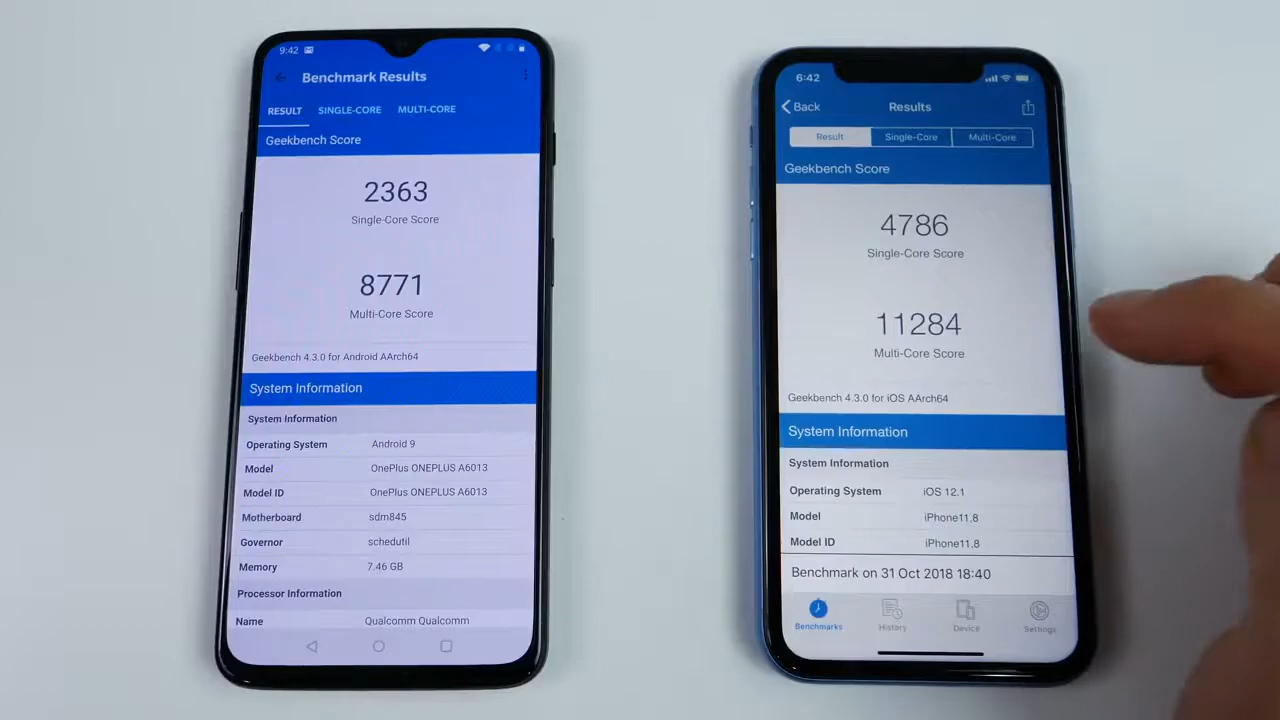 9:42
Benchmark Results
RESULT SINGLE-CORE MULTI-CORE
Geekbench Score
2363
Single-Core Score
8771
Multi-Core Score
Geekbench 4.3.0 for Android AArch64
System Information
System Information
Operating System Android 9
Model OnePlus ONEPLUS A6013
Model ID OnePlus ONEPLUS A6013
Motherboard sdm845
Governor schedutil
Memory 7.46 GB
Processor Information
Name Qualcomm Qualcomm
6:42
Back Results
Result Single-Core Multi-Core
Geekbench Score
4786
Single-Core Score
11284
Multi-Core Score
Geekbench 4.3.0 for iOS AArch64
System Information
System Information
Operating System iOS 12.1
Model iPhone11.8
Model ID iPhone11.8
Benchmark on 31 Oct 2018 18:40
Benchmarks History Device Settings